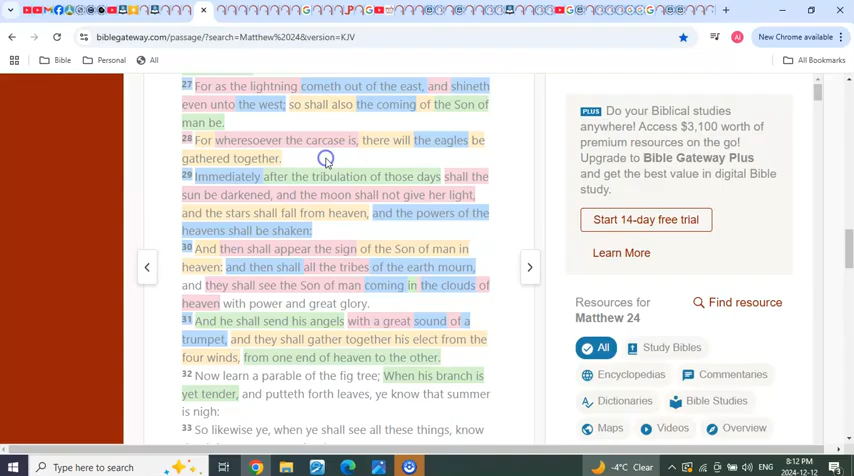 biblegateway.com/passage/?search=Matthew%2024&version=KJV
New Chrome available
Bible
Personal
All
All Bookmarks
27 For as the lightning cometh out of the east, and shineth
even unto the west; so shall also the coming of the Son of
man be.
28 For wheresoever the carcase is, there will the eagles be
gathered together.
29 Immediately after the tribulation of those days shall the
sun be darkened, and the moon shall not give her light,
and the stars shall fall from heaven, and the powers of the
heavens shall be shaken:
30 And then shall appear the sign of the Son of man in
heaven: and then shall all the tribes of the earth mourn,
and they shall see the Son of man coming in the clouds of
heaven with power and great glory.
31 And he shall send his angels with a great sound of a
trumpet, and they shall gather together his elect from the
four winds, from one end of heaven to the other.
32 Now learn a parable of the fig tree; When his branch is
yet tender, and putteth forth leaves, ye know that summer
is nigh:
33 So likewise ye, when ye shall see all these things, know
PLUS Do your Biblical studies
anywhere! Access $3,100 worth of
premium resources on the go!
Upgrade to Bible Gateway Plus
and get the best value in digital Bible
study.
Start 14-day free trial
Learn More
Resources for
Matthew 24
Find resource
All
Study Bibles
Encyclopedias
Commentaries
Dictionaries
Bible Studies
Maps
Videos
Overview
Type here to search
-4°C Clear
8:12 PM
2024-12-12